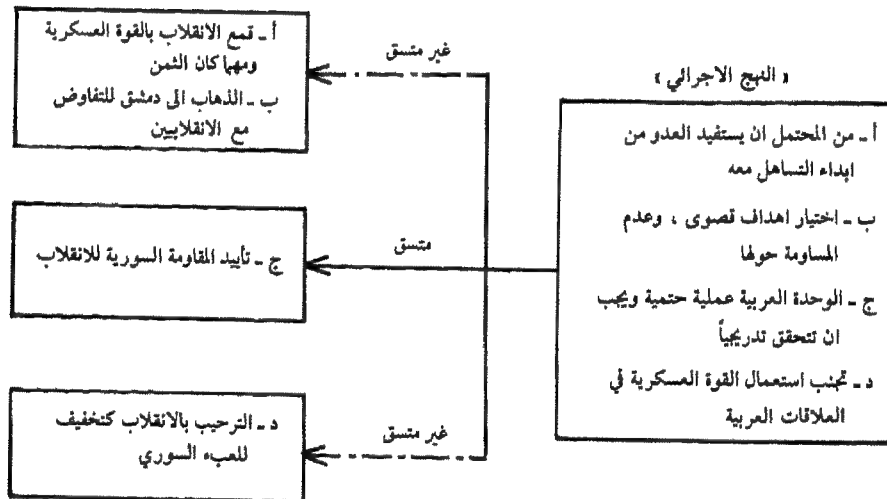 « النهج الاجرائي »
أ ـ من المحتمل ان يستفيد العدو من
ابداء التساهل معه
ب ـ اختيار اهداف قصوى ، وعدم
المساومة حولها
ج ـ الوحدة العربية عملية حتمية ويجب
ان تتحقق تدريجياً
د ـ تجنب استعمال القوة العسكرية في
العلاقات العربية
غير متسق
أ ـ قمع الانقلاب بالقوة العسكرية
ومهما كان الثمن
ب ـ الذهاب الى دمشق للتفاوض
مع الانقلابيين
متسق
ج ـ تأييد المقاومة السورية للانقلاب
غير متسق
د ـ الترحيب بالانقلاب كتخفيف
للعبء السوري